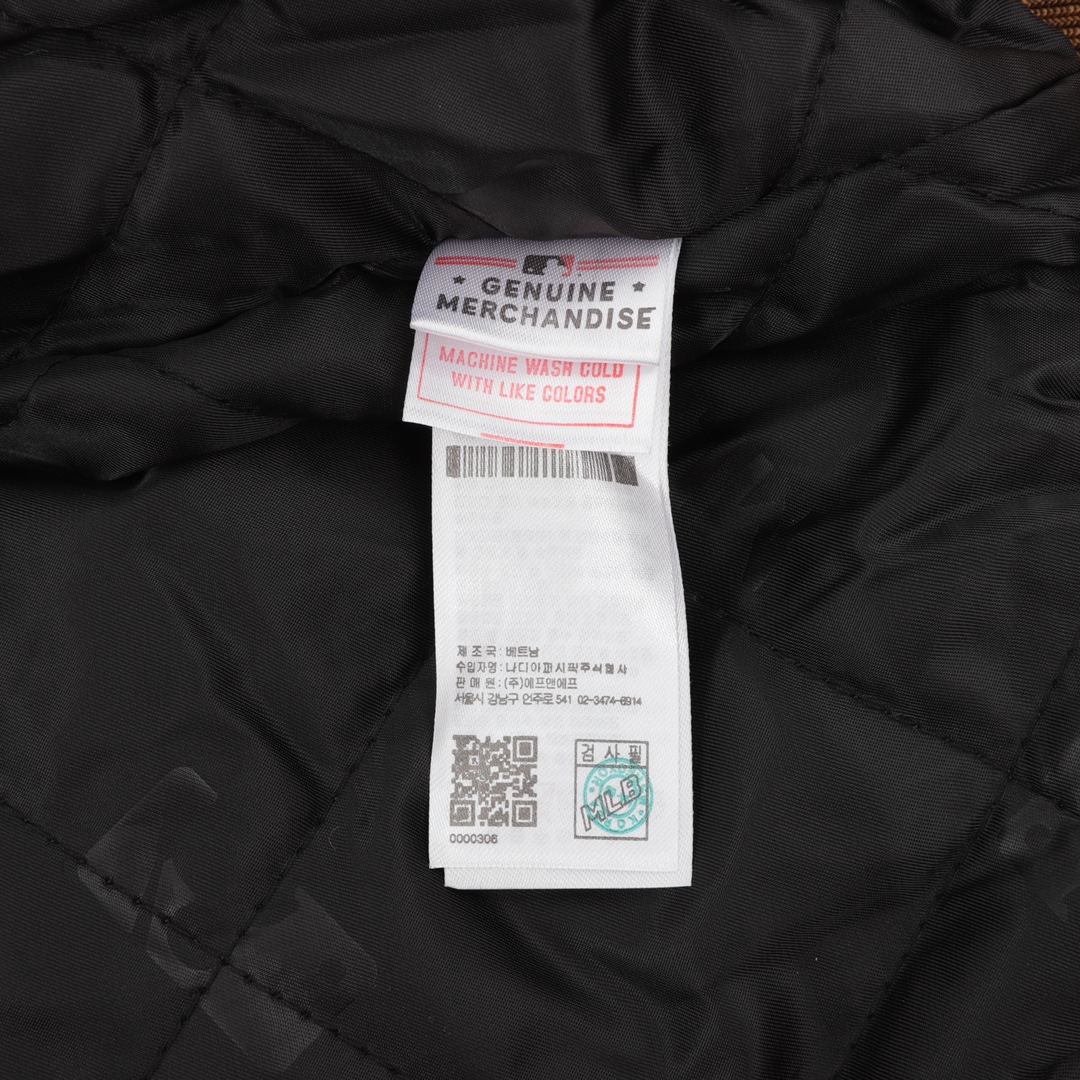 GENUINE
MERCHANDISE
MACHINE WASH COLD
WITH LIKE COLORS
제 조 국 : 베트남
수입자명 : 나디아퍼시픽주식회사
판 매 원 : (주)에프앤에프
서울시 강남구 언주로 541 02-3474-6914
검 사 필
MLB
0000306